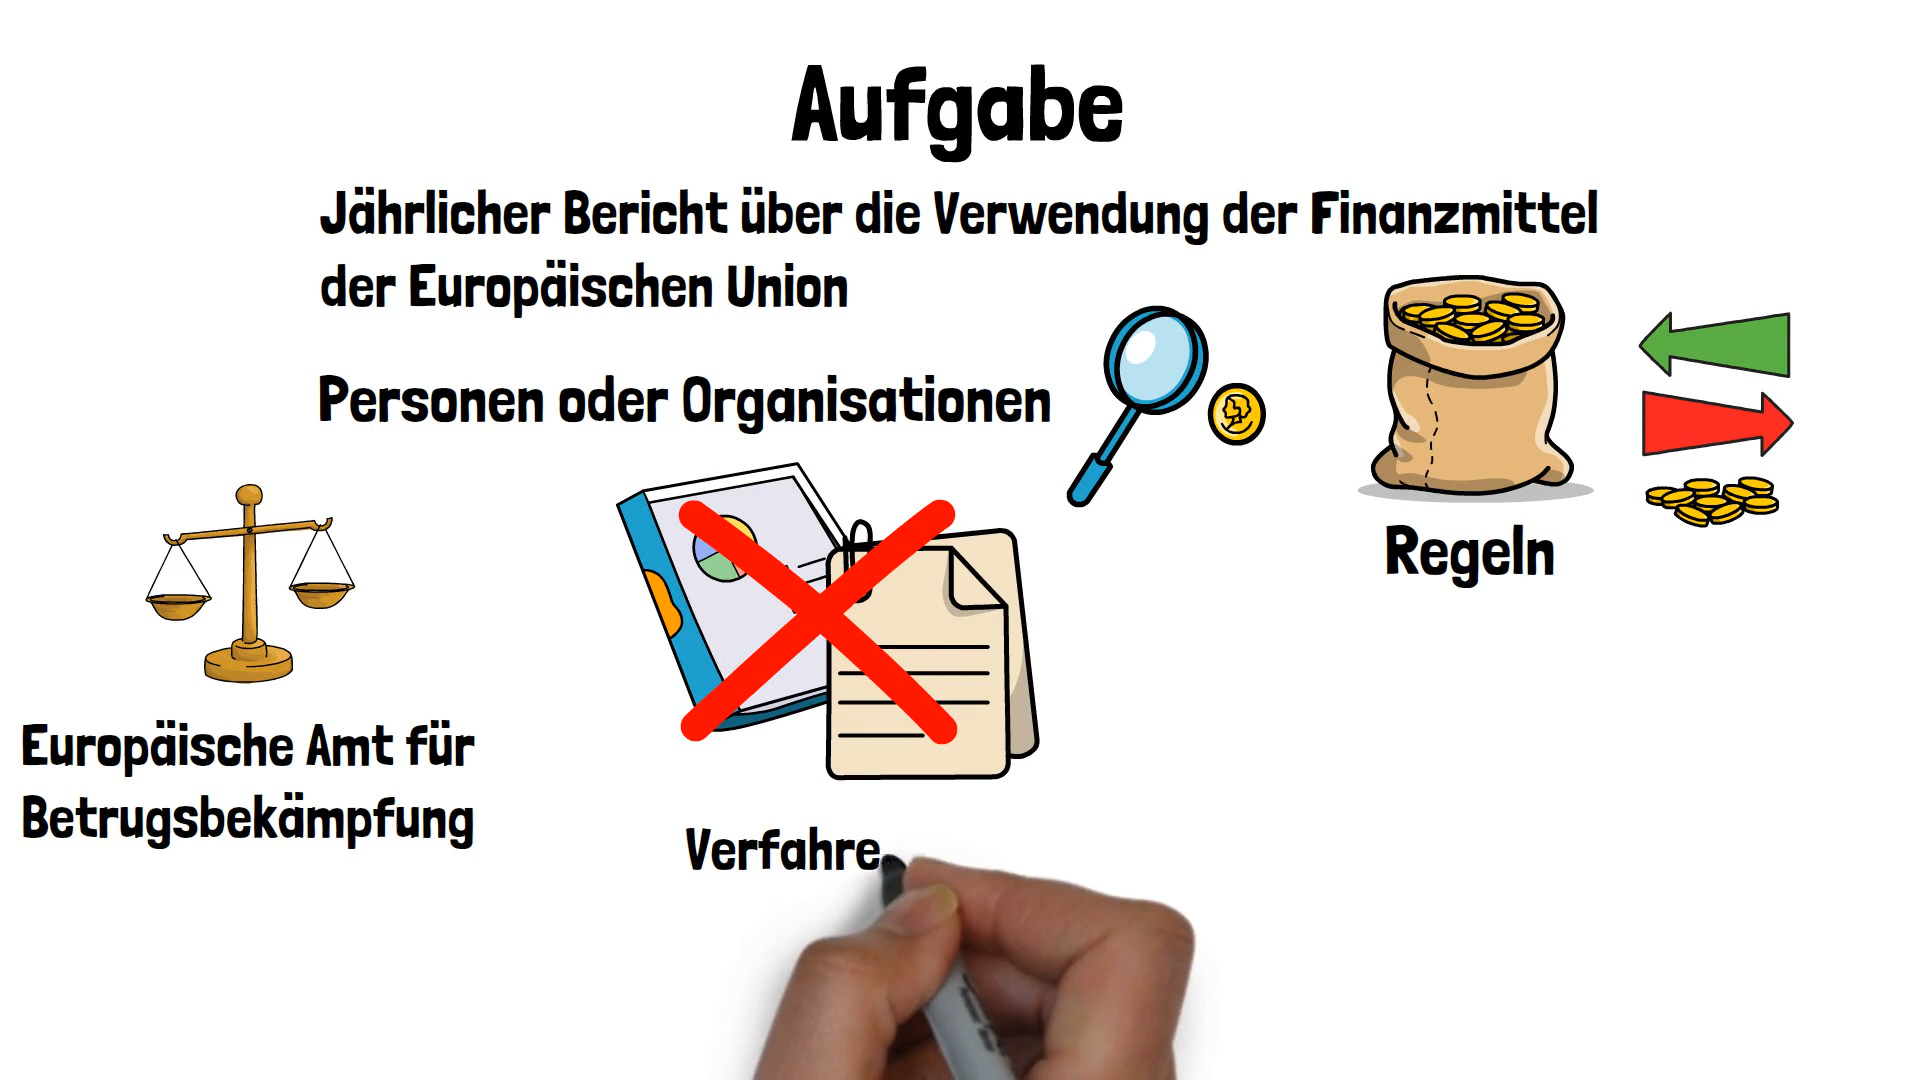 Aufgabe
Jährlicher Bericht über die Verwendung der Finanzmittel
der Europäischen Union
Personen oder Organisationen
Regeln
Europäische Amt für
Betrugsbekämpfung
Verfahre